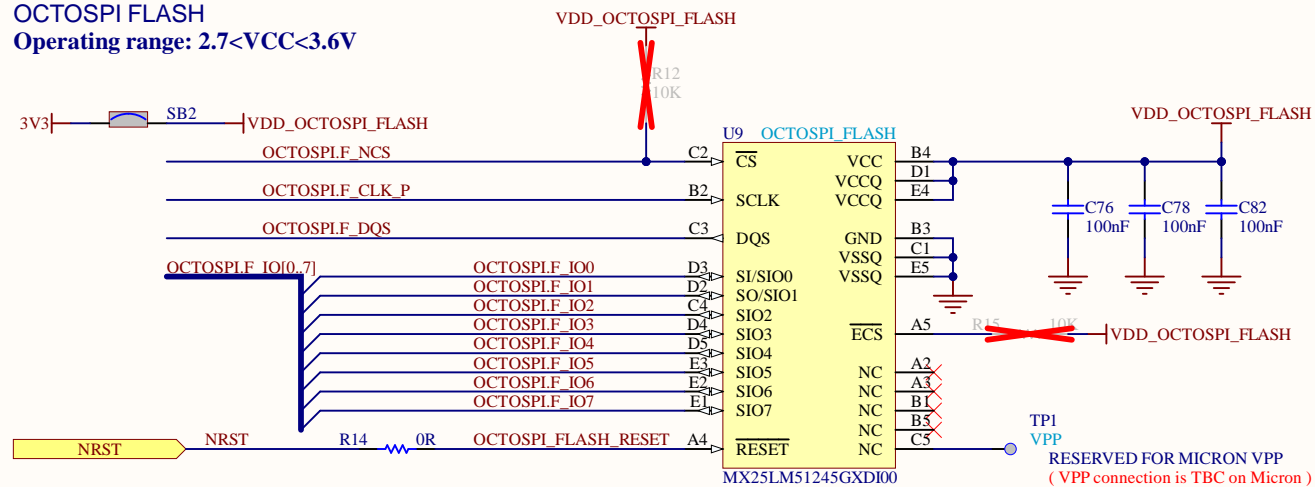 OCTOSPI FLASH
Operating range: 2.7<VCC<3.6V
VDD_OCTOSPI_FLASH
R12
10K
3V3
SB2
VDD_OCTOSPI_FLASH
VDD_OCTOSPI_FLASH
U9 OCTOSPI_FLASH
OCTOSPI.F_NCS C2 CS VCC B4
VCCQ D1
OCTOSPI.F_CLK_P B2 SCLK VCCQ E4
C76 100nF
C78 100nF
C82 100nF
OCTOSPI.F_DQS C3 DQS GND B3
VSSQ C1
OCTOSPI.F_IO[0..7]
OCTOSPI.F_IO0 D3 SI/SIO0 VSSQ E5
OCTOSPI.F_IO1 D2 SO/SIO1
OCTOSPI.F_IO2 C4 SIO2
OCTOSPI.F_IO3 D4 SIO3 ECS A5 R15 10K VDD_OCTOSPI_FLASH
OCTOSPI.F_IO4 D5 SIO4
OCTOSPI.F_IO5 E3 SIO5 NC A2
OCTOSPI.F_IO6 E2 SIO6 NC A3
OCTOSPI.F_IO7 E1 SIO7 NC B1
NC B5
NRST NRST R14 0R OCTOSPI_FLASH_RESET A4 RESET NC C5
TP1
VPP
MX25LM51245GXDI00
RESERVED FOR MICRON VPP
( VPP connection is TBC on Micron )